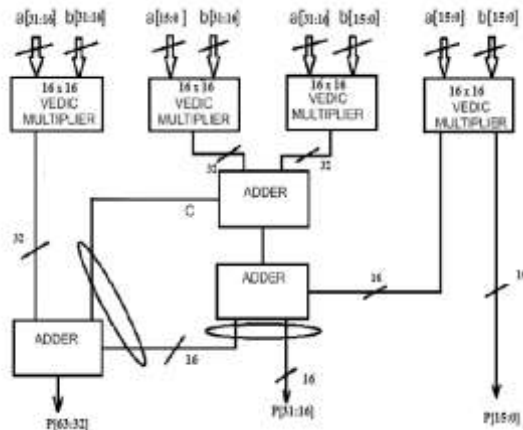 a[31:16] b[31:16] a[15:0] b[31:16] a[31:16] b[15:0] a[15:0] b[15:0]
16 x 16 16 x 16 16 x 16 16 x 16
VEDIC MULTIPLIER VEDIC MULTIPLIER VEDIC MULTIPLIER VEDIC MULTIPLIER
32 32
ADDER
C
32
ADDER
16
16
ADDER
16
16
P[63:32]
P[31:16]
P[15:0]